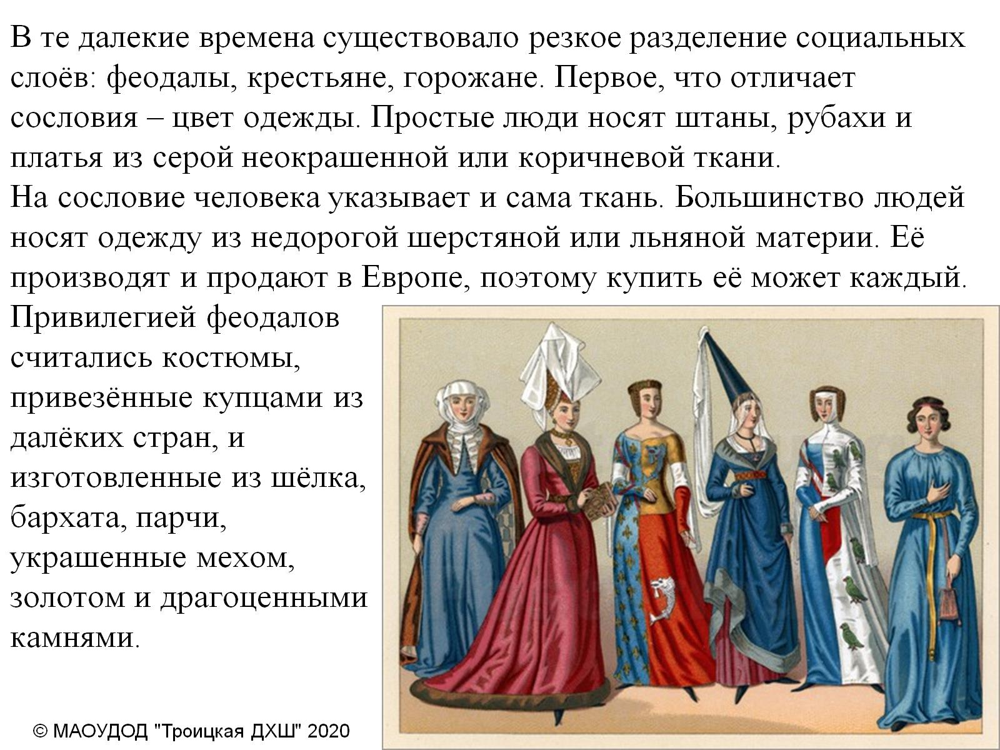 В те далекие времена существовало резкое разделение социальных
слоёв: феодалы, крестьяне, горожане. Первое, что отличает
сословия – цвет одежды. Простые люди носят штаны, рубахи и
платья из серой неокрашенной или коричневой ткани.
На сословие человека указывает и сама ткань. Большинство людей
носят одежду из недорогой шерстяной или льняной материи. Её
производят и продают в Европе, поэтому купить её может каждый.
Привилегией феодалов
считались костюмы,
привезённые купцами из
далёких стран, и
изготовленные из шёлка,
бархата, парчи,
украшенные мехом,
золотом и драгоценными
камнями.
© МАОУДОД "Троицкая ДХШ" 2020